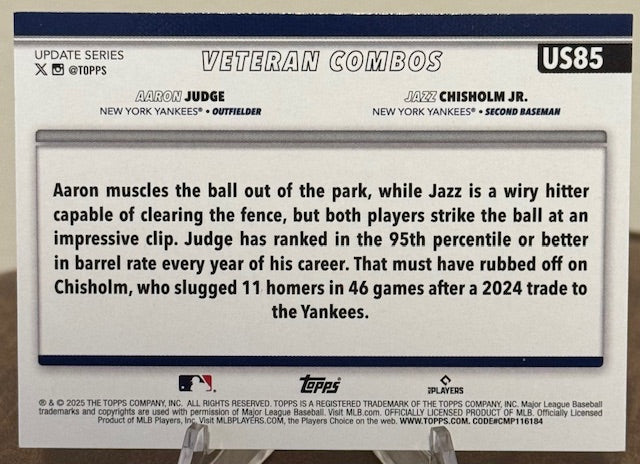 UPDATE SERIES
@TOPPS
VETERAN COMBOS
US85
AARON JUDGE
NEW YORK YANKEES® • OUTFIELDER
JAZZ CHISHOLM JR.
NEW YORK YANKEES® • SECOND BASEMAN
Aaron muscles the ball out of the park, while Jazz is a wiry hitter
capable of clearing the fence, but both players strike the ball at an
impressive clip. Judge has ranked in the 95th percentile or better
in barrel rate every year of his career. That must have rubbed off on
Chisholm, who slugged 11 homers in 46 games after a 2024 trade to
the Yankees.
Topps®
PLAYERS
® & © 2025 THE TOPPS COMPANY, INC. ALL RIGHTS RESERVED. TOPPS IS A REGISTERED TRADEMARK OF THE TOPPS COMPANY, INC. Major League Baseball
trademarks and copyrights are used with permission of Major League Baseball. Visit MLB.com. OFFICIALLY LICENSED PRODUCT OF MLB. Officially Licensed
Product of MLB Players, Inc. Visit MLBPLAYERS.COM, the Players Choice on the web. WWW.TOPPS.COM. CODE#CMP116184